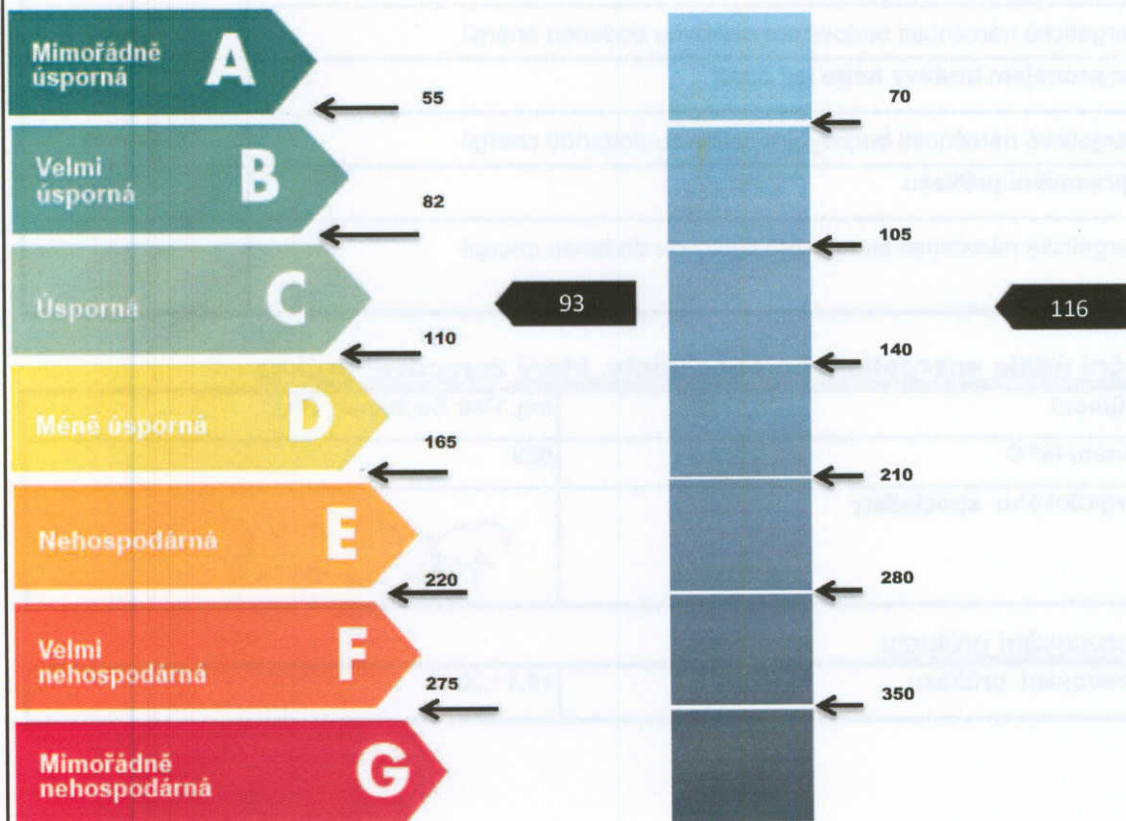 Mimořádně
úsporná
A
55
70
Velmi
úsporná
B
82
105
Úsporná
C
93
116
110
140
Méně úsporná
D
165
210
Nehospodárná
E
220
280
Velmi
nehospodárná
F
275
350
Mimořádně
nehospodárná
G